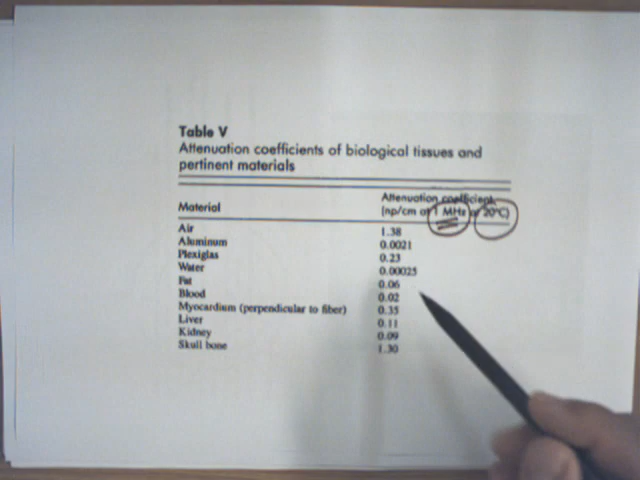 Table V
Attenuation coefficients of biological tissues and
pertinent materials
Attenuation coefficient
Material (np/cm at 1 MHz 20°C)
Air 1.38
Aluminum 0.0021
Plexiglas 0.23
Water 0.00025
Fat 0.06
Blood 0.02
Myocardium (perpendicular to fiber) 0.35
Liver 0.11
Kidney 0.09
Skull bone 1.30